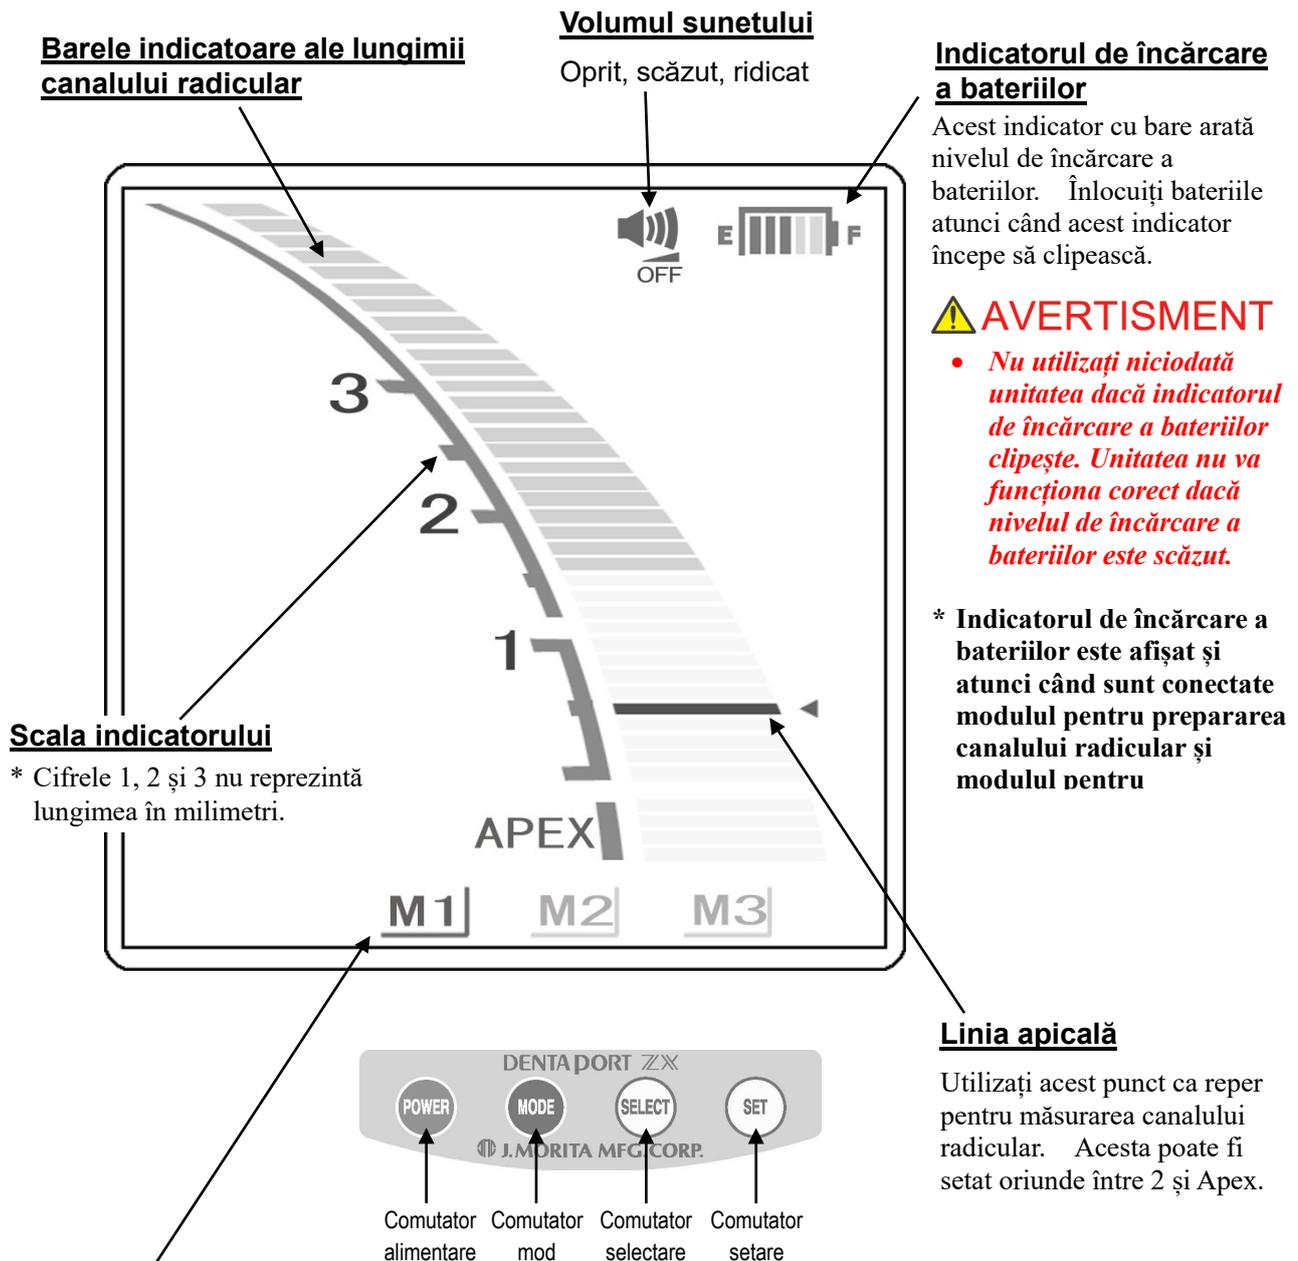 Volumul sunetului
Oprit, scăzut, ridicat
Barele indicatoare ale lungimii
canalului radicular
Indicatorul de încărcare
a bateriilor
Acest indicator cu bare arată
nivelul de încărcare a
bateriilor. Înlocuiți bateriile
atunci când acest indicator
începe să clipească.
AVERTISMENT
• Nu utilizați niciodată
unitatea dacă indicatorul
de încărcare a bateriilor
clipește. Unitatea nu va
funcționa corect dacă
nivelul de încărcare a
bateriilor este scăzut.
* Indicatorul de încărcare a
bateriilor este afișat și
atunci când sunt conectate
modulul pentru prepararea
canalului radicular și
modulul pentru
OFF
E F
3
2
1
APEX
M1 M2 M3
Scala indicatorului
* Cifrele 1, 2 și 3 nu reprezintă
lungimea în milimetri.
Linia apicală
Utilizați acest punct ca reper
pentru măsurarea canalului
radicular. Acesta poate fi
setat oriunde între 2 și Apex.
DENTAPORT ZX
POWER MODE SELECT SET
J.MORITA MFG.CORP.
Comutator alimentare
Comutator mod
Comutator selectare
Comutator setare